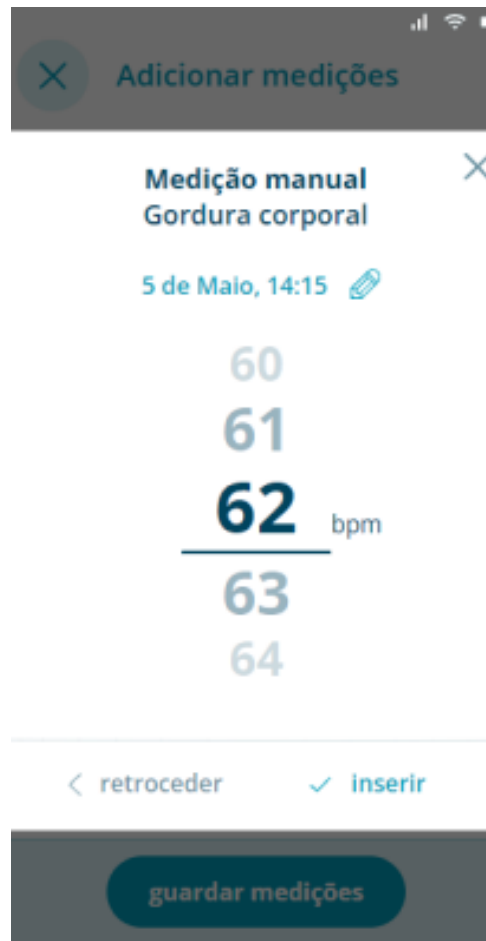 Adicionar medições
Medição manual
Gordura corporal
5 de Maio, 14:15
60
61
62 bpm
63
64
retroceder inserir
guardar medições